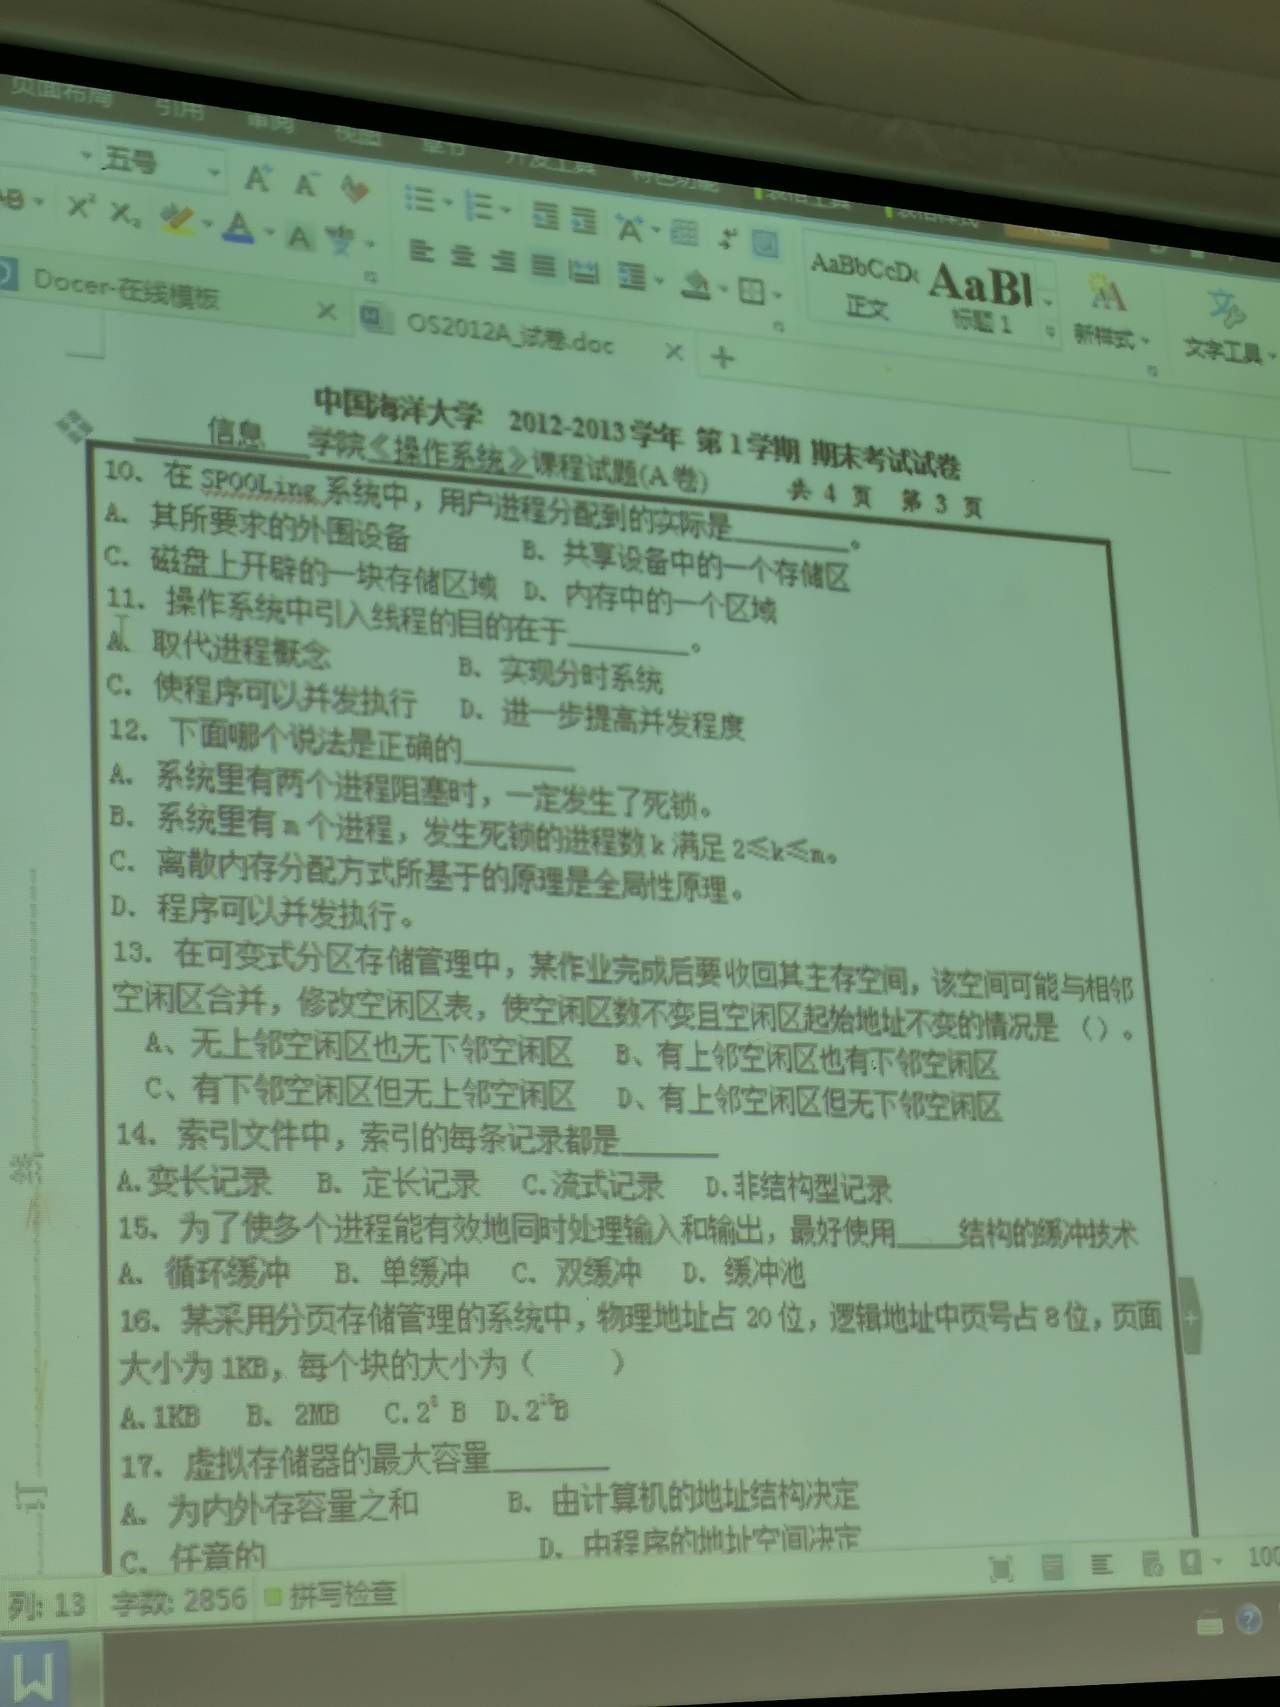 页面布局 引用 审阅 视图 章节 开发工具 特色功能 表格工具 表格样式
五号
AaBbCcD 正文 AaBl 标题 1 新样式 文字工具
Docer-在线模板 OS2012A_试卷.doc
中国海洋大学 2012-2013学年 第1学期 期末考试试卷
信息 学院《操作系统》课程试题(A卷) 共 4 页 第 3 页
10. 在 SPOOLing 系统中，用户进程分配到的实际是________。
A. 其所要求的外围设备 B. 共享设备中的一个存储区
C. 磁盘上开辟的一块存储区域 D. 内存中的一个区域
11. 操作系统中引入线程的目的在于________。
A. 取代进程概念 B. 实现分时系统
C. 使程序可以并发执行 D. 进一步提高并发程度
12. 下面哪个说法是正确的________
A. 系统里有两个进程阻塞时，一定发生了死锁。
B. 系统里有 m 个进程，发生死锁的进程数 k 满足 2≤k≤m。
C. 离散内存分配方式所基于的原理是全局性原理。
D. 程序可以并发执行。
13. 在可变式分区存储管理中，某作业完成后要收回其主存空间，该空间可能与相邻
空闲区合并，修改空闲区表，使空闲区数不变且空闲区起始地址不变的情况是（）。
A、无上邻空闲区也无下邻空闲区 B、有上邻空闲区也有下邻空闲区
C、有下邻空闲区但无上邻空闲区 D、有上邻空闲区但无下邻空闲区
14. 索引文件中，索引的每条记录都是________
A.变长记录 B. 定长记录 C.流式记录 D.非结构型记录
15. 为了使多个进程能有效地同时处理输入和输出，最好使用____结构的缓冲技术
A. 循环缓冲 B. 单缓冲 C. 双缓冲 D. 缓冲池
16. 某采用分页存储管理的系统中，物理地址占 20 位，逻辑地址中页号占 8 位，页面
大小为 1KB，每个块的大小为（ ）
A.1KB B. 2MB C.2 B D.2 B
17. 虚拟存储器的最大容量________
A. 为内外存容量之和 B. 由计算机的地址结构决定
C. 任意的 D. 由程序的地址空间决定
列: 13 字数: 2856 拼写检查 100
订